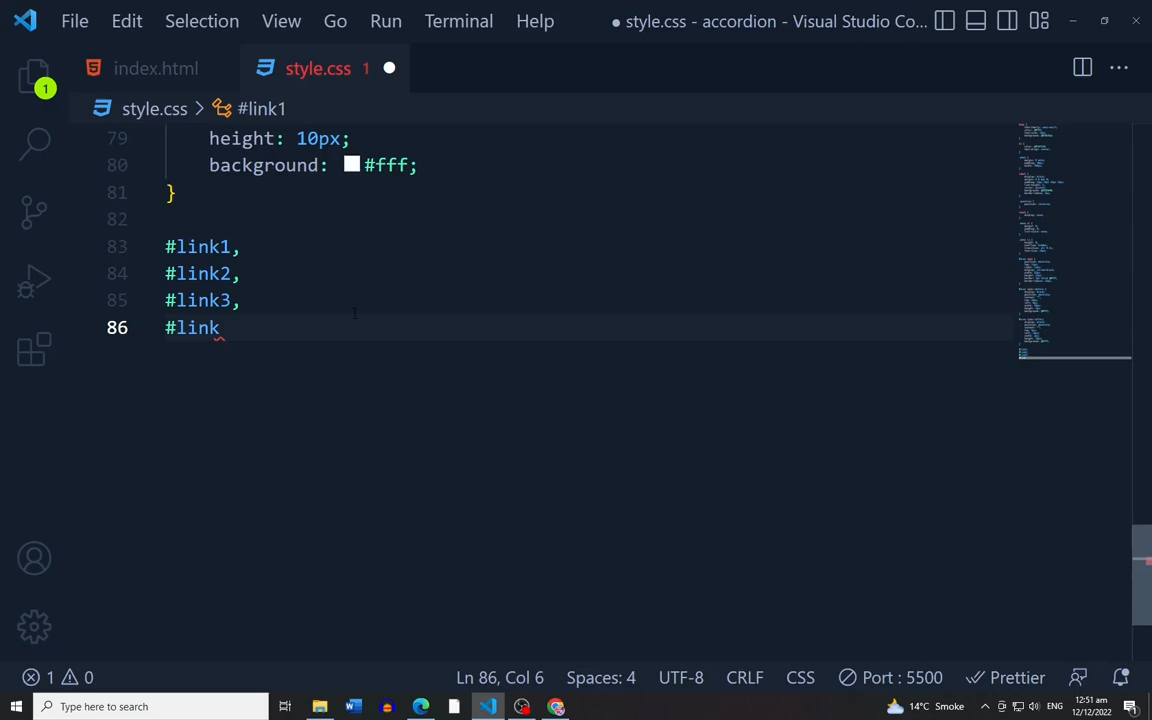 File Edit Selection View Go Run Terminal Help ● style.css - accordion - Visual Studio Co...
1
index.html style.css 1
style.css > #link1
79 height: 10px;
80 background: #fff;
81 }
82
83 #link1,
84 #link2,
85 #link3,
86 #link
1 0 Ln 86, Col 6 Spaces: 4 UTF-8 CRLF CSS Port : 5500 Prettier
Type here to search 14°C Smoke ENG 12:51 am 12/12/2022 1